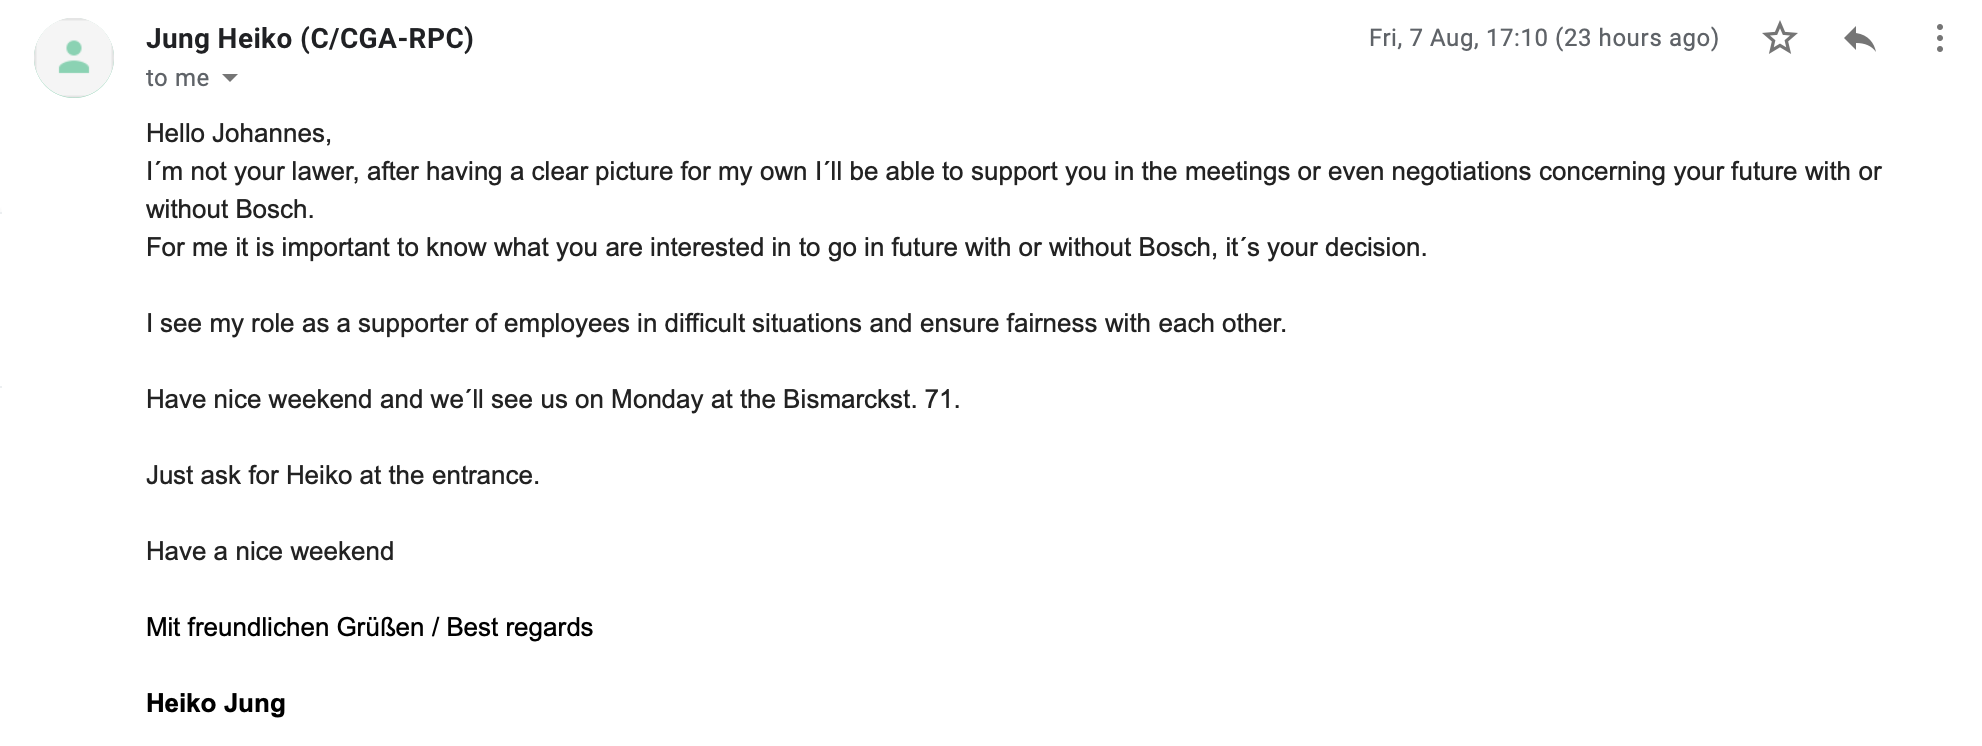 Jung Heiko (C/CGA-RPC)
Fri, 7 Aug, 17:10 (23 hours ago)
to me
Hello Johannes,
I´m not your lawer, after having a clear picture for my own I´ll be able to support you in the meetings or even negotiations concerning your future with or
without Bosch.
For me it is important to know what you are interested in to go in future with or without Bosch, it´s your decision.
I see my role as a supporter of employees in difficult situations and ensure fairness with each other.
Have nice weekend and we´ll see us on Monday at the Bismarckst. 71.
Just ask for Heiko at the entrance.
Have a nice weekend
Mit freundlichen Grüßen / Best regards
Heiko Jung